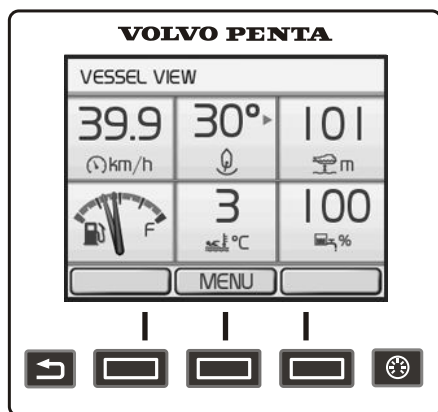 VOLVO PENTA
VESSEL VIEW
39.9 30° 101
km/h m
F 3 100
°C %
MENU